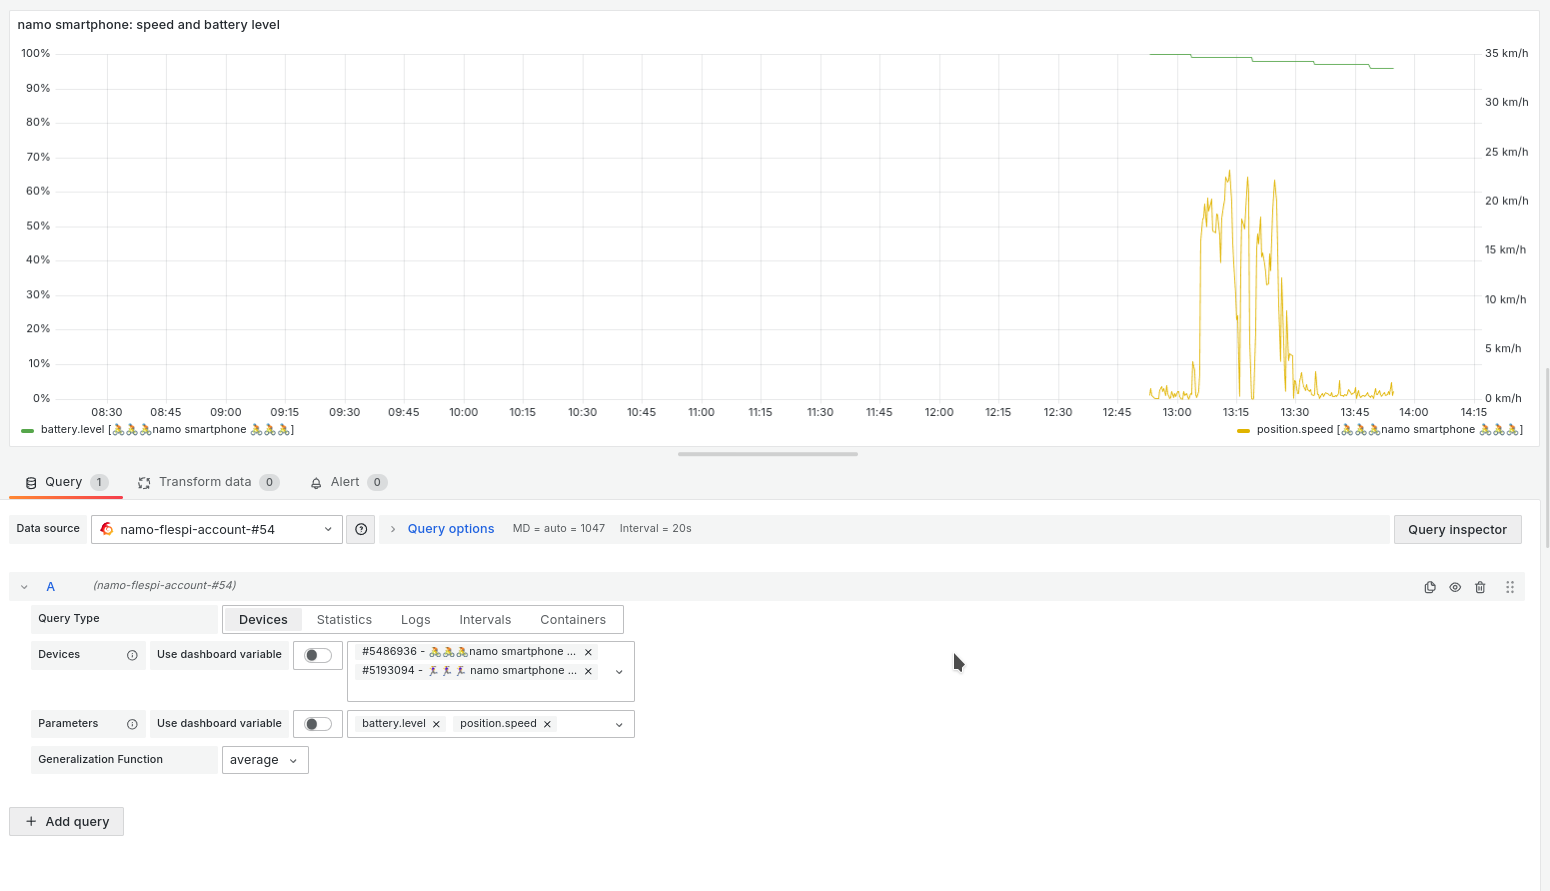 namo smartphone: speed and battery level
100% 35 km/h
90% 30 km/h
80%
70% 25 km/h
60% 20 km/h
50%
40% 15 km/h
30% 10 km/h
20%
10% 5 km/h
0% 0 km/h
08:30 08:45 09:00 09:15 09:30 09:45 10:00 10:15 10:30 10:45 11:00 11:15 11:30 11:45 12:00 12:15 12:30 12:45 13:00 13:15 13:30 13:45 14:00 14:15
battery.level [🚴🚴🚴namo smartphone 🚴🚴🚴] position.speed [🚴🚴🚴namo smartphone 🚴🚴🚴]
Query 1 Transform data 0 Alert 0
Data source namo-flespi-account-#54 Query options MD = auto = 1047 Interval = 20s Query inspector
A (namo-flespi-account-#54)
Query Type Devices Statistics Logs Intervals Containers
Devices Use dashboard variable #5486936 - 🚴🚴🚴namo smartphone ...
#5193094 - 🏃‍♀️🏃‍♀️🏃‍♀️ namo smartphone ...
Parameters Use dashboard variable battery.level position.speed
Generalization Function average
+ Add query